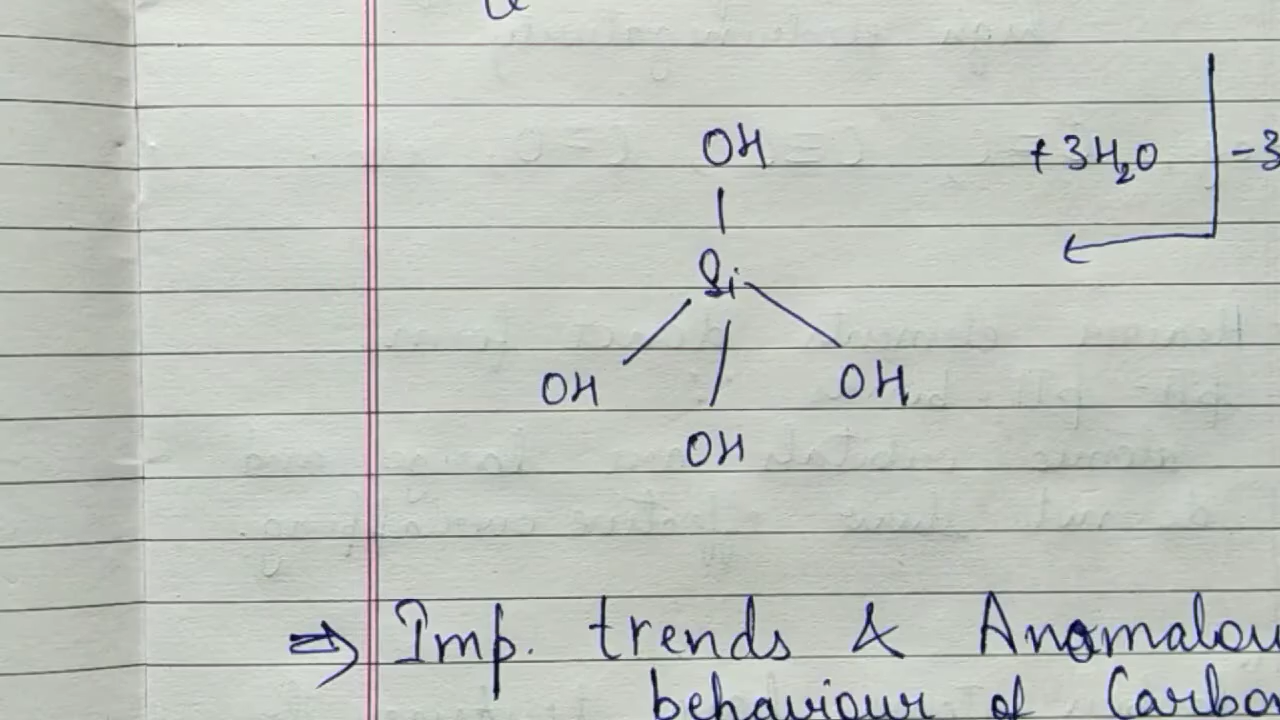 OH
+3H₂O -3
Si
OH OH
OH
⇒ Imp. trends & Anomalou
behaviour of Carbo